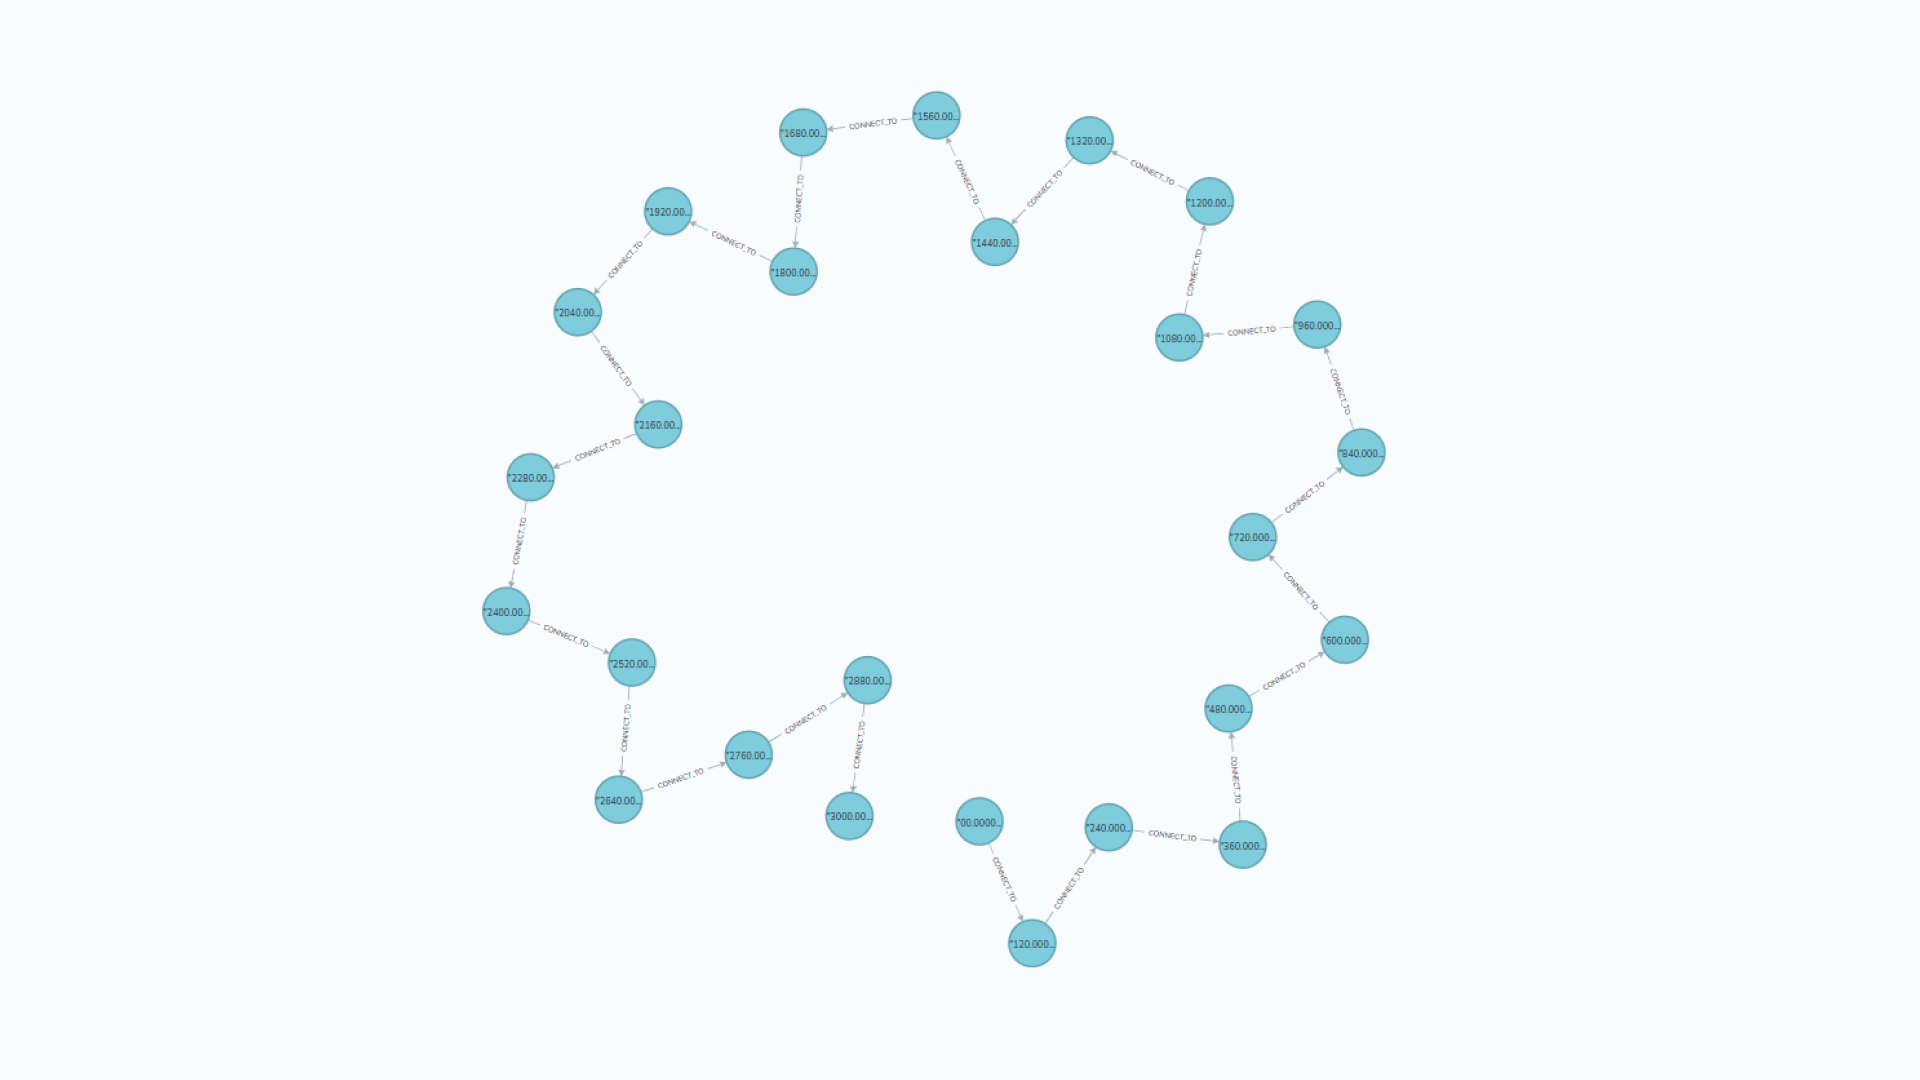 "00.0000...
CONNECT_TO
"120.000...
CONNECT_TO
"240.000...
CONNECT_TO
"360.000...
CONNECT_TO
"480.000...
CONNECT_TO
"600.000...
CONNECT_TO
"720.000...
CONNECT_TO
"840.000...
CONNECT_TO
"960.000...
CONNECT_TO
"1080.00...
CONNECT_TO
"1200.00...
CONNECT_TO
"1320.00...
CONNECT_TO
"1440.00...
CONNECT_TO
"1560.00...
CONNECT_TO
"1680.00...
CONNECT_TO
"1800.00...
CONNECT_TO
"1920.00...
CONNECT_TO
"2040.00...
CONNECT_TO
"2160.00...
CONNECT_TO
"2280.00...
CONNECT_TO
"2400.00...
CONNECT_TO
"2520.00...
CONNECT_TO
"2640.00...
CONNECT_TO
"2760.00...
CONNECT_TO
"2880.00...
CONNECT_TO
"3000.00...